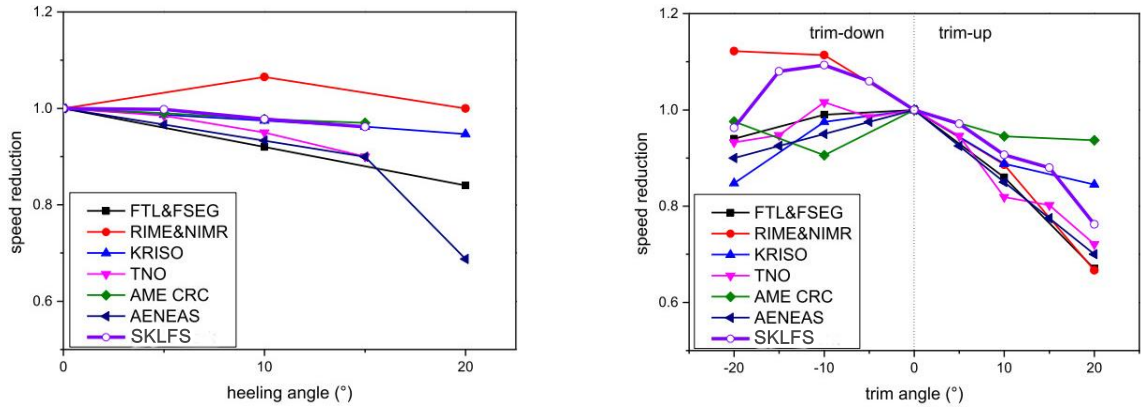 1.2
1.0
0.8
0.6
speed reduction
FTL&FSEG
RIME&NIMR
KRISO
TNO
AME CRC
AENEAS
SKLFS
0 10 20
heeling angle (°)
1.2
1.0
0.8
0.6
speed reduction
trim-down trim-up
FTL&FSEG
RIME&NIMR
KRISO
TNO
AME CRC
AENEAS
SKLFS
-20 -10 0 10 20
trim angle (°)